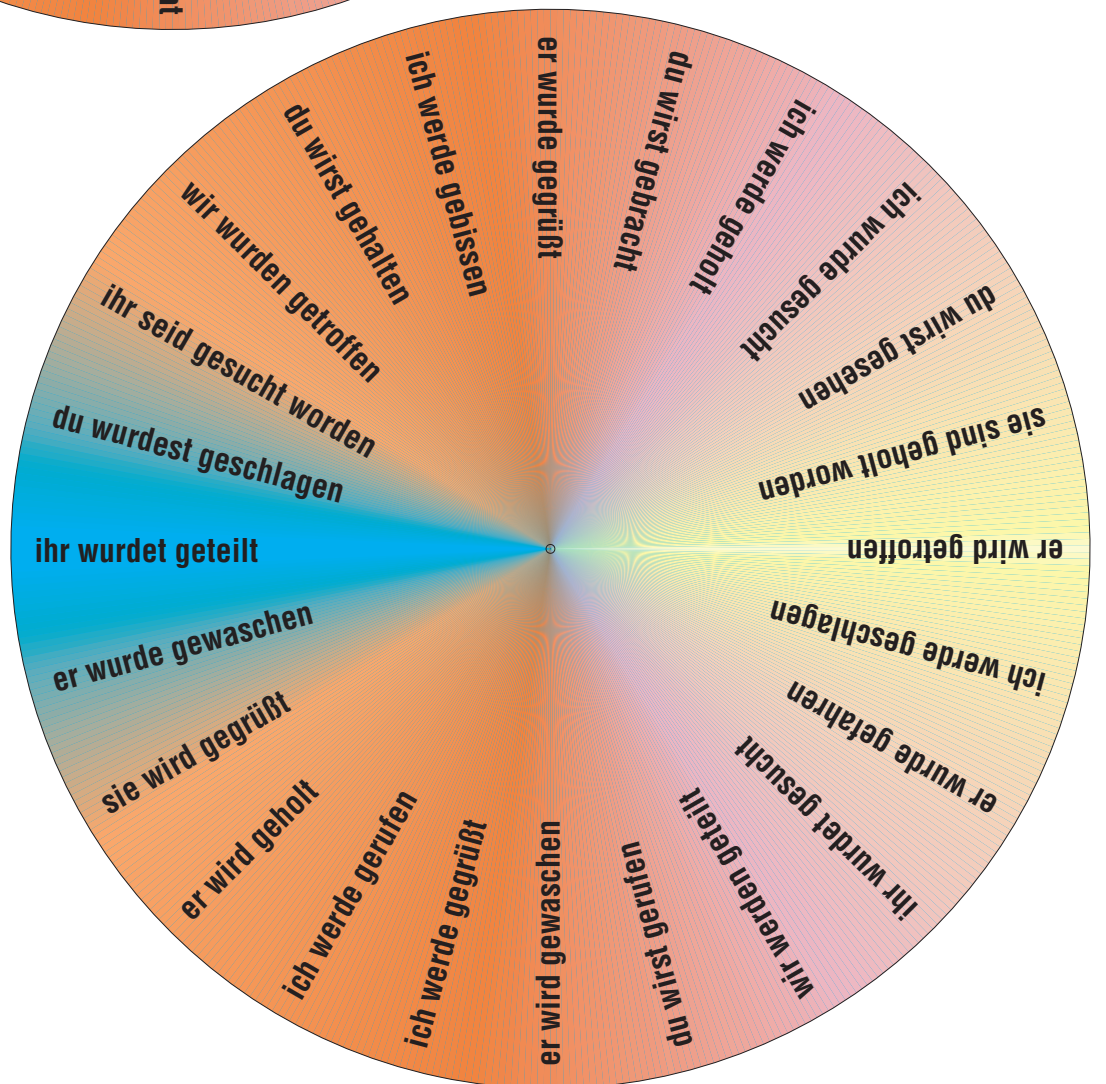 nt
er wurde gegrüßt
du wirst gebracht
ich werde geholt
ich wurde gesucht
du wirst gesehen
sie sind geholt worden
er wird getroffen
ich werde geschlagen
er wurde gefahren
ihr wurdet gesucht
wir werden geteilt
du wirst gerufen
er wird gewaschen
ich werde gegrüßt
ich werde gerufen
er wird geholt
sie wird gegrüßt
er wurde gewaschen
ihr wurdet geteilt
du wurdest geschlagen
ihr seid gesucht worden
wir wurden getroffen
du wirst gehalten
ich werde gebissen